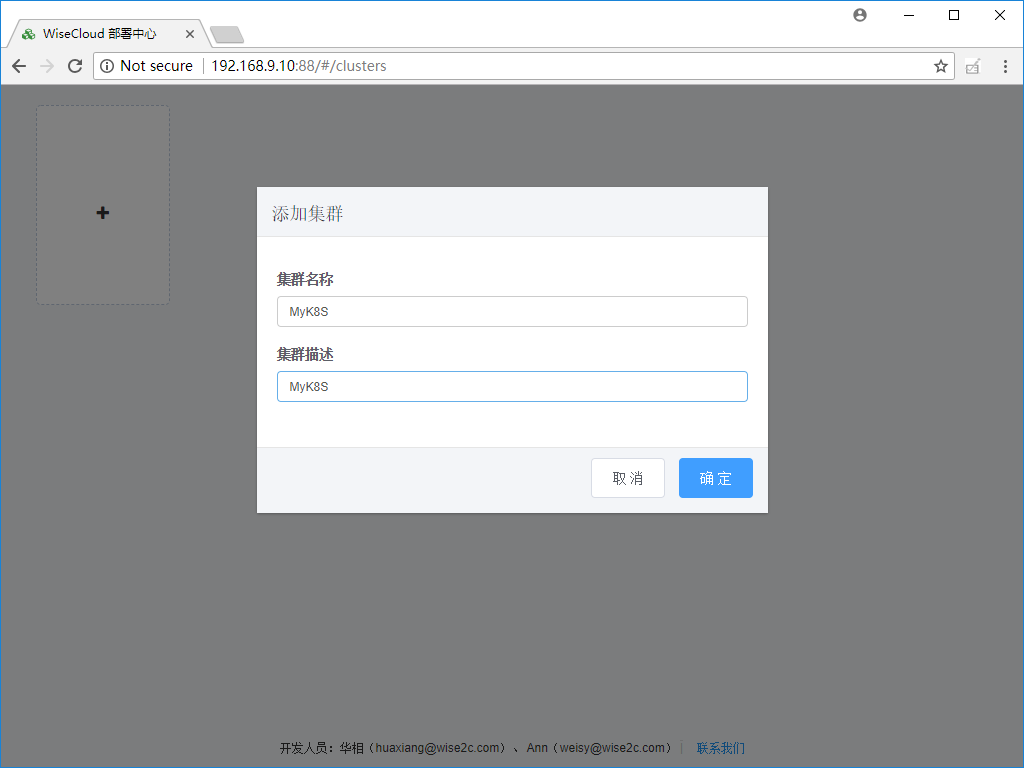 WiseCloud 部署中心
Not secure 192.168.9.10:88/#/clusters
添加集群
集群名称
MyK8S
集群描述
MyK8S
取 消 确 定
开发人员：华相（huaxiang@wise2c.com）、Ann（weisy@wise2c.com） | 联系我们